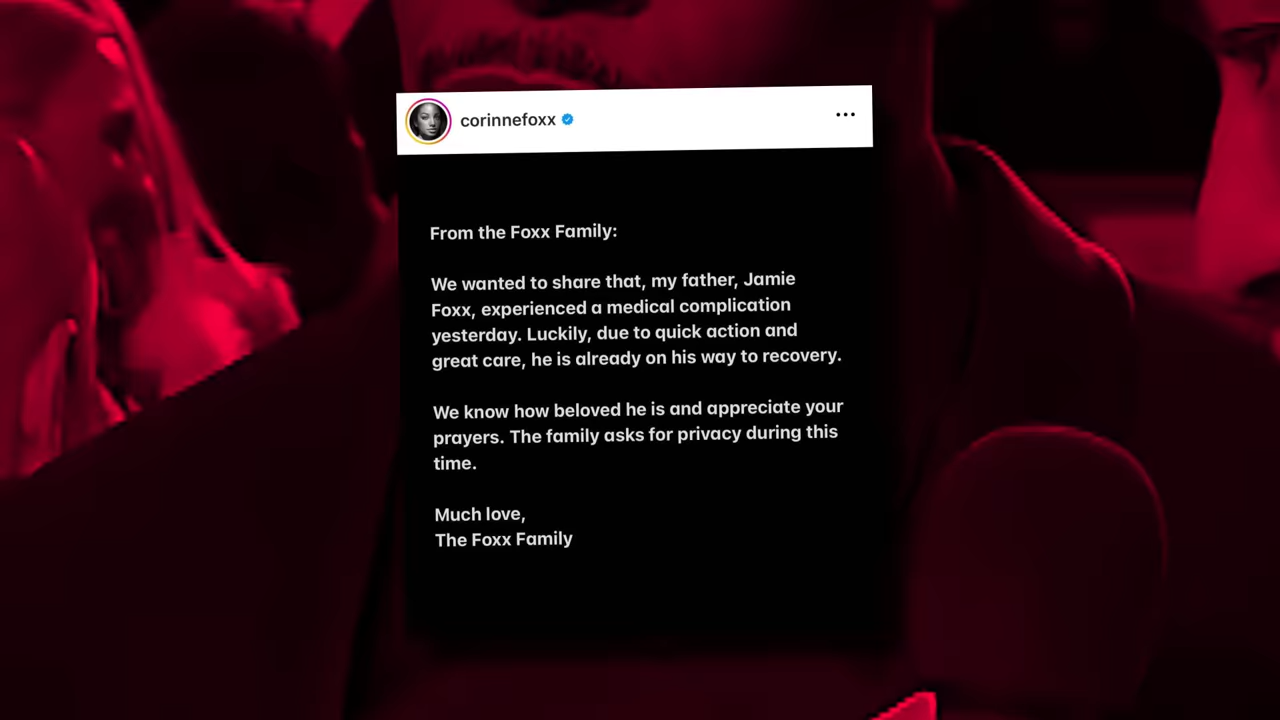 corinnefoxx
From the Foxx Family:
We wanted to share that, my father, Jamie
Foxx, experienced a medical complication
yesterday. Luckily, due to quick action and
great care, he is already on his way to recovery.
We know how beloved he is and appreciate your
prayers. The family asks for privacy during this
time.
Much love,
The Foxx Family